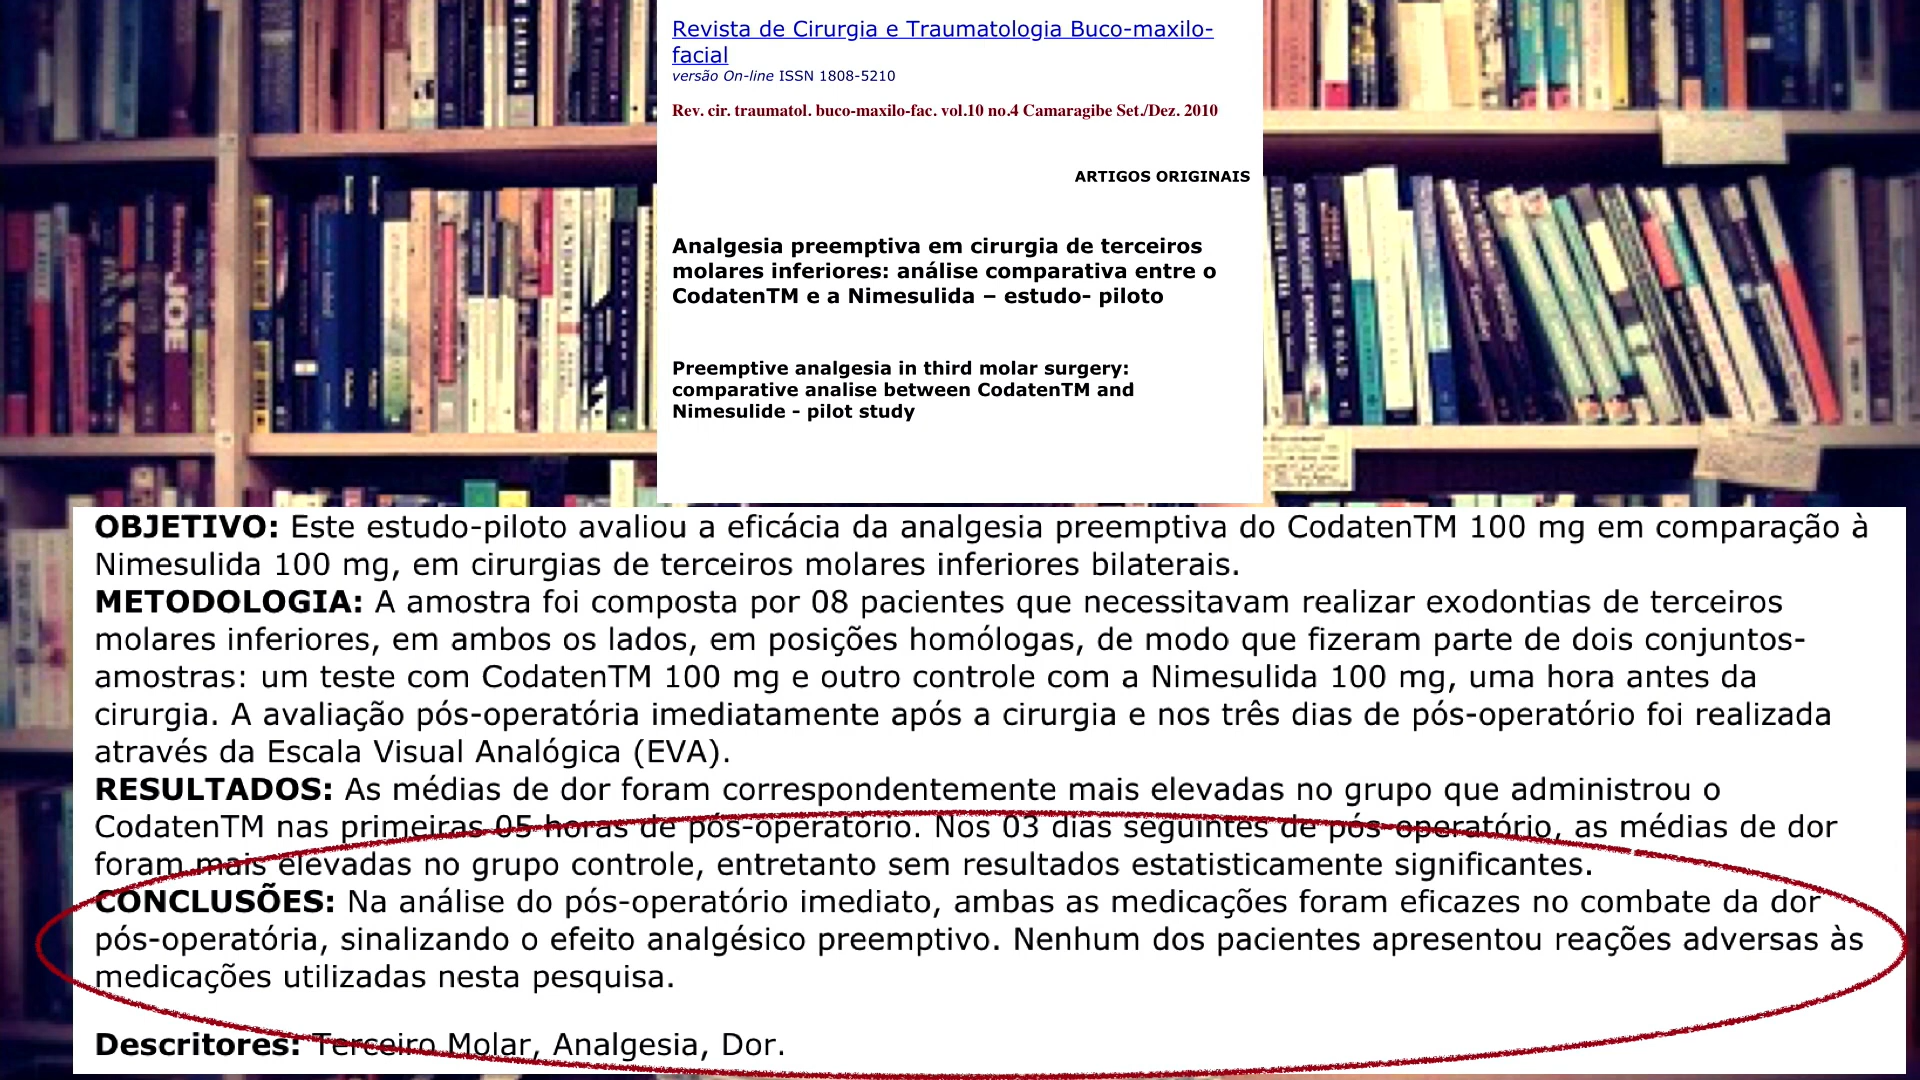 Revista de Cirurgia e Traumatologia Buco-maxilo-
facial
versão On-line ISSN 1808-5210
Rev. cir. traumatol. buco-maxilo-fac. vol.10 no.4 Camaragibe Set./Dez. 2010
ARTIGOS ORIGINAIS
Analgesia preemptiva em cirurgia de terceiros
molares inferiores: análise comparativa entre o
CodatenTM e a Nimesulida – estudo- piloto
Preemptive analgesia in third molar surgery:
comparative analise between CodatenTM and
Nimesulide - pilot study
JOE
OBJETIVO: Este estudo-piloto avaliou a eficácia da analgesia preemptiva do CodatenTM 100 mg em comparação à
Nimesulida 100 mg, em cirurgias de terceiros molares inferiores bilaterais.
METODOLOGIA: A amostra foi composta por 08 pacientes que necessitavam realizar exodontias de terceiros
molares inferiores, em ambos os lados, em posições homólogas, de modo que fizeram parte de dois conjuntos-
amostras: um teste com CodatenTM 100 mg e outro controle com a Nimesulida 100 mg, uma hora antes da
cirurgia. A avaliação pós-operatória imediatamente após a cirurgia e nos três dias de pós-operatório foi realizada
através da Escala Visual Analógica (EVA).
RESULTADOS: As médias de dor foram correspondentemente mais elevadas no grupo que administrou o
CodatenTM nas primeiras 05 horas de pós-operatório. Nos 03 dias seguintes de pós-operatório, as médias de dor
foram mais elevadas no grupo controle, entretanto sem resultados estatisticamente significantes.
CONCLUSÕES: Na análise do pós-operatório imediato, ambas as medicações foram eficazes no combate da dor
pós-operatória, sinalizando o efeito analgésico preemptivo. Nenhum dos pacientes apresentou reações adversas às
medicações utilizadas nesta pesquisa.
Descritores: Terceiro Molar, Analgesia, Dor.